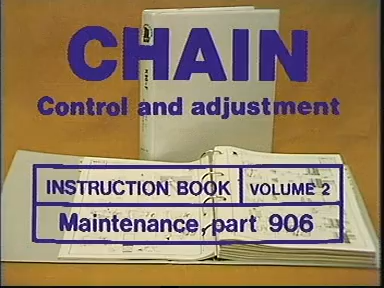 CHAIN
Control and adjustment
INSTRUCTION BOOK VOLUME 2
Maintenance, part 906